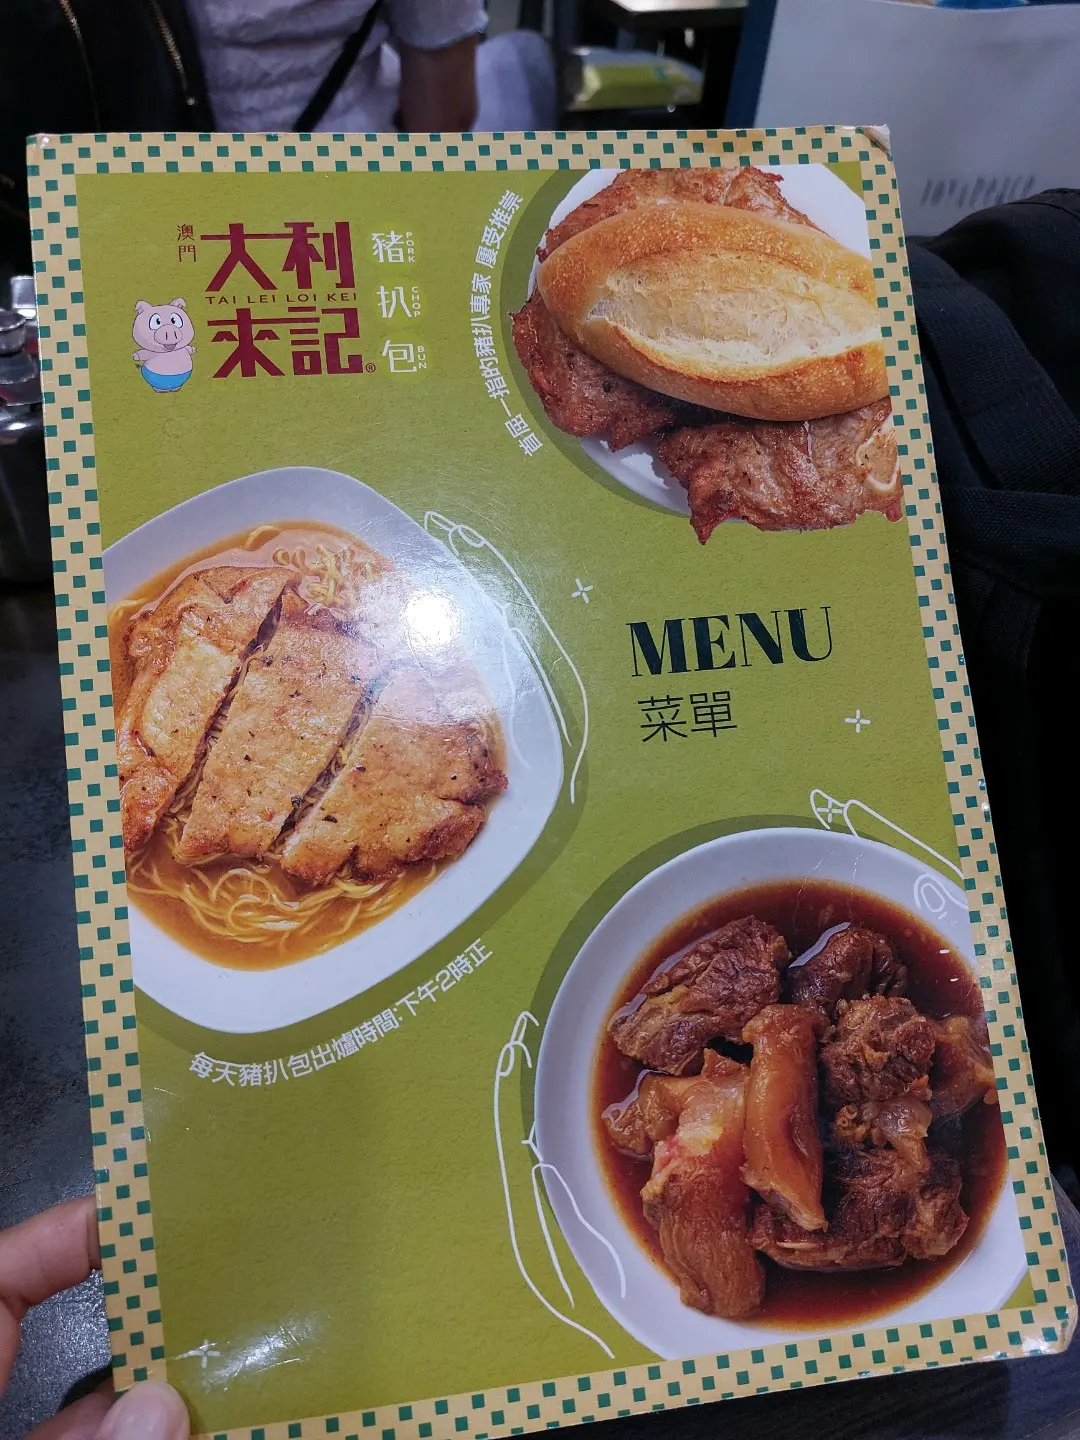 澳門
大利
TAI LEI LOI KEI
來記®
豬扒包
PORK
CHOP
BUN
首屈一指的豬扒專家 屢受推崇
MENU
菜單
每天豬扒包出爐時間:下午2時正